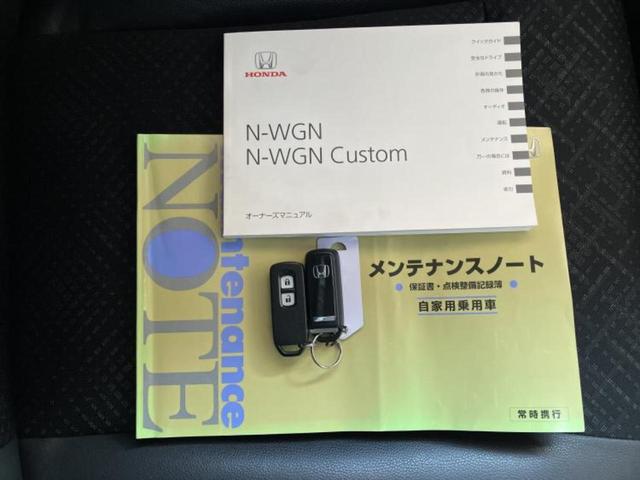 HONDA
N-WGN
N-WGN Custom
オーナーズマニュアル
クイックガイド
安全なドライブ
計器の見かた
各部の操作
オーディオ
運転
メンテナンス
万一の場合には
資料
索引
Maintenance
NOTE
メンテナンスノート
保証書・点検整備記録簿
自家用乗用車
常時携行